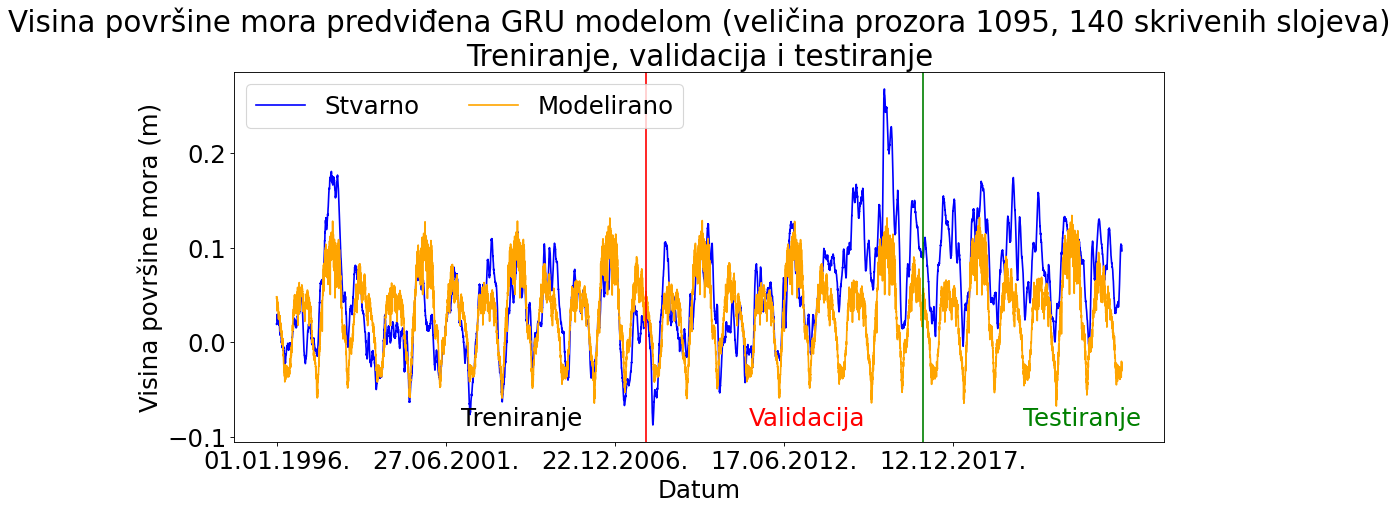 Visina površine mora predviđena GRU modelom (veličina prozora 1095, 140 skrivenih slojeva)
Treniranje, validacija i testiranje
Stvarno
Modelirano
Visina površine mora (m)
0.2
0.1
0.0
−0.1
Treniranje
Validacija
Testiranje
01.01.1996.
27.06.2001.
22.12.2006.
17.06.2012.
12.12.2017.
Datum